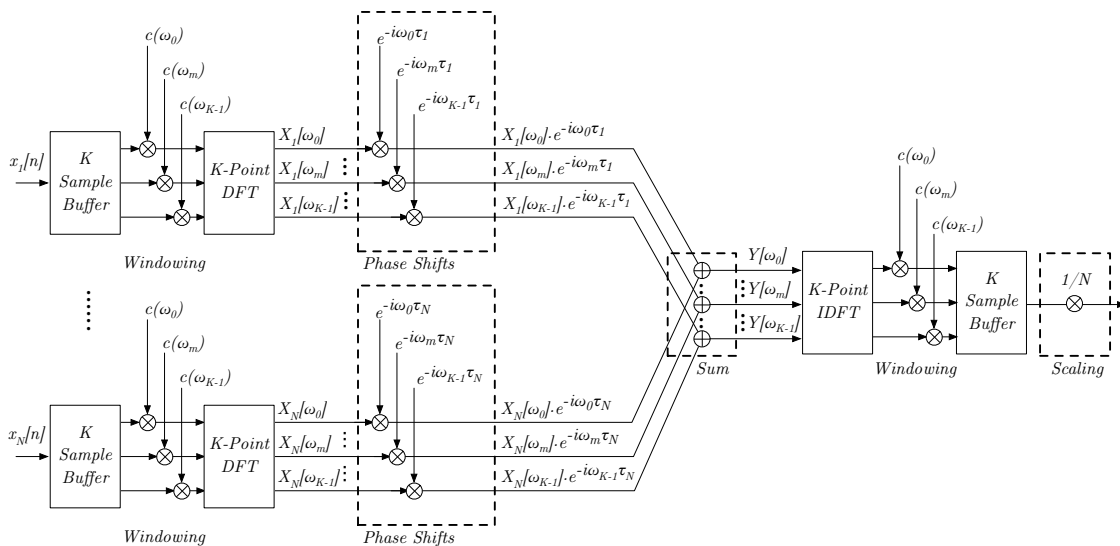 c(ω0)
c(ωm)
c(ωK-1)
x1[n]
K
Sample
Buffer
K-Point
DFT
Windowing
X1[ω0]
X1[ωm]
X1[ωK-1]
e-iω0τ1
e-iωmτ1
e-iωK-1τ1
Phase Shifts
X1[ω0].e-iω0τ1
X1[ωm].e-iωmτ1
X1[ωK-1].e-iωK-1τ1
c(ω0)
c(ωm)
c(ωK-1)
xN[n]
K
Sample
Buffer
K-Point
DFT
Windowing
XN[ω0]
XN[ωm]
XN[ωK-1]
e-iω0τN
e-iωmτN
e-iωK-1τN
Phase Shifts
XN[ω0].e-iω0τN
XN[ωm].e-iωmτN
XN[ωK-1].e-iωK-1τN
Sum
Y[ω0]
Y[ωm]
Y[ωK-1]
K-Point
IDFT
c(ω0)
c(ωm)
c(ωK-1)
Windowing
K
Sample
Buffer
1/N
Scaling